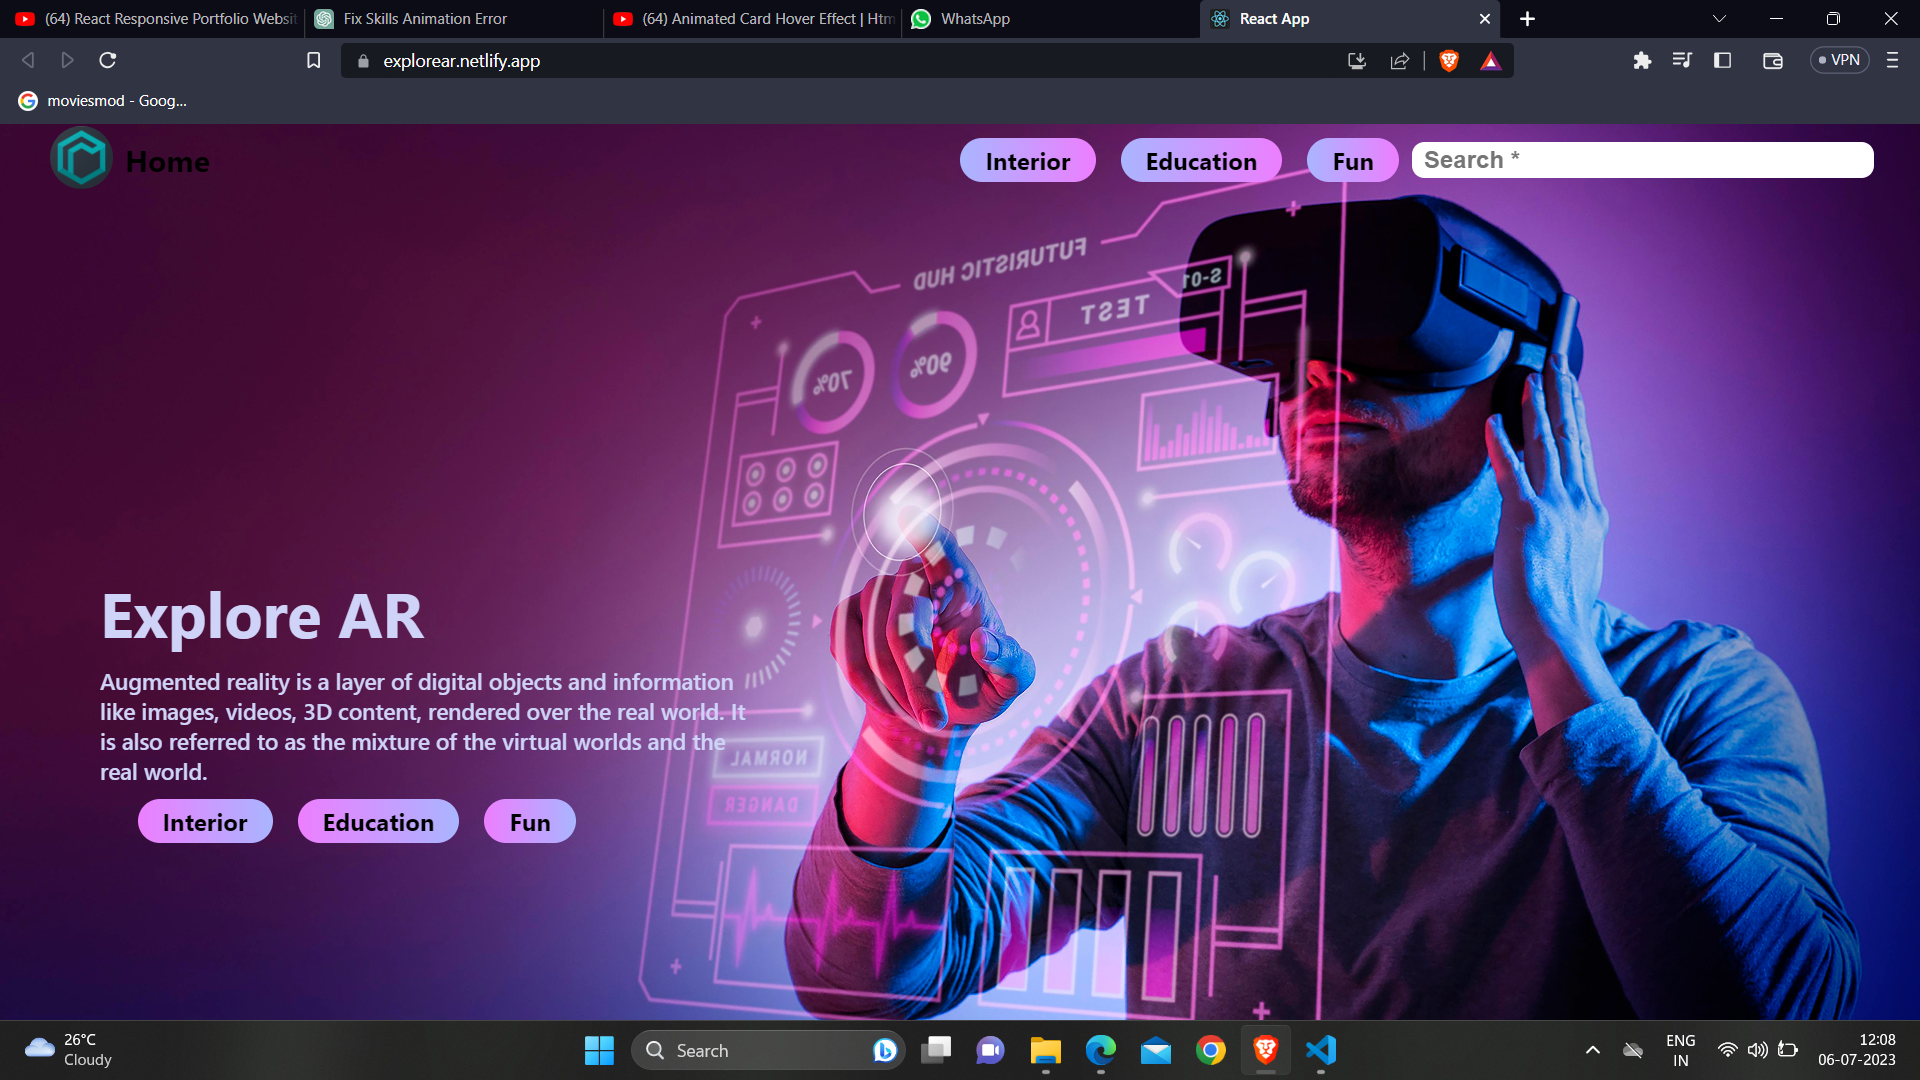 (64) React Responsive Portfolio Websit
Fix Skills Animation Error
(64) Animated Card Hover Effect | Htm
WhatsApp
React App
explorear.netlify.app
VPN
moviesmod - Goog...
Home
Interior
Education
Fun
Search *
FUTURISTIC HUD
S-01
TEST
70%
90%
Explore AR
Augmented reality is a layer of digital objects and information
like images, videos, 3D content, rendered over the real world. It
is also referred to as the mixture of the virtual worlds and the
real world.
NORMAL
DANGER
Interior
Education
Fun
26°C
Cloudy
Search
ENG
IN
12:08
06-07-2023